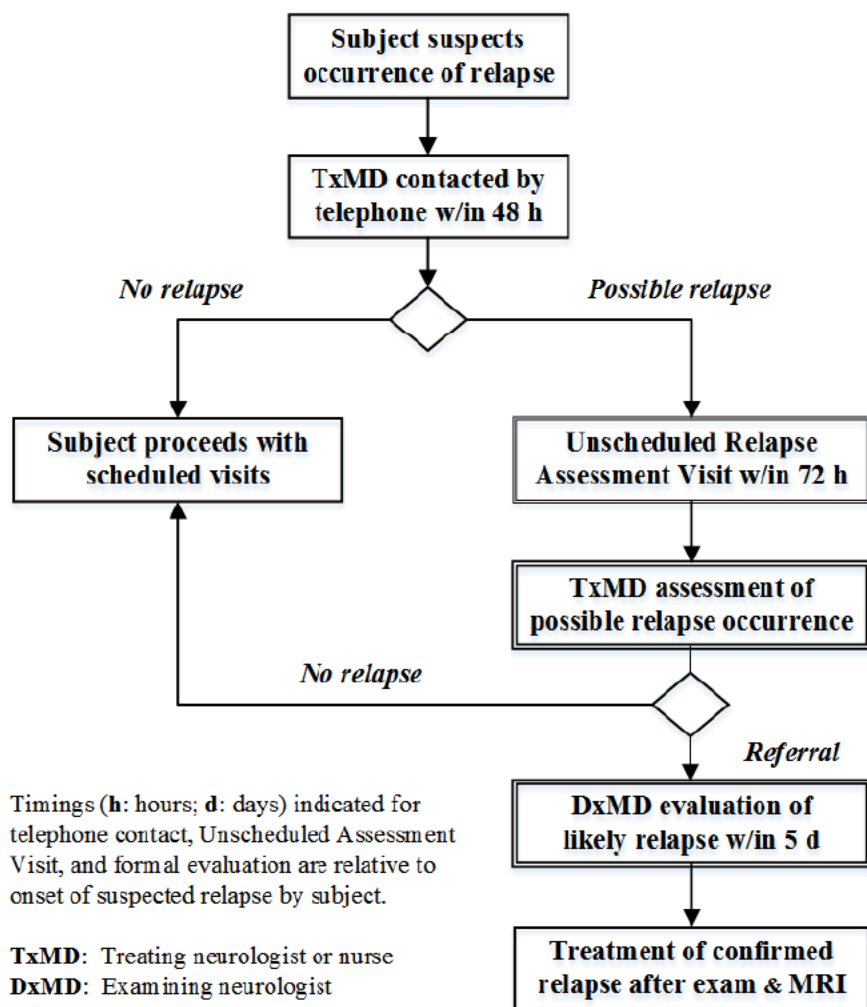 Subject suspects
occurrence of relapse
TxMD contacted by
telephone w/in 48 h
No relapse
Possible relapse
Subject proceeds with
scheduled visits
Unscheduled Relapse
Assessment Visit w/in 72 h
TxMD assessment of
possible relapse occurrence
No relapse
Referral
DxMD evaluation of
likely relapse w/in 5 d
Treatment of confirmed
relapse after exam & MRI
Timings (h: hours; d: days) indicated for
telephone contact, Unscheduled Assessment
Visit, and formal evaluation are relative to
onset of suspected relapse by subject.
TxMD: Treating neurologist or nurse
DxMD: Examining neurologist